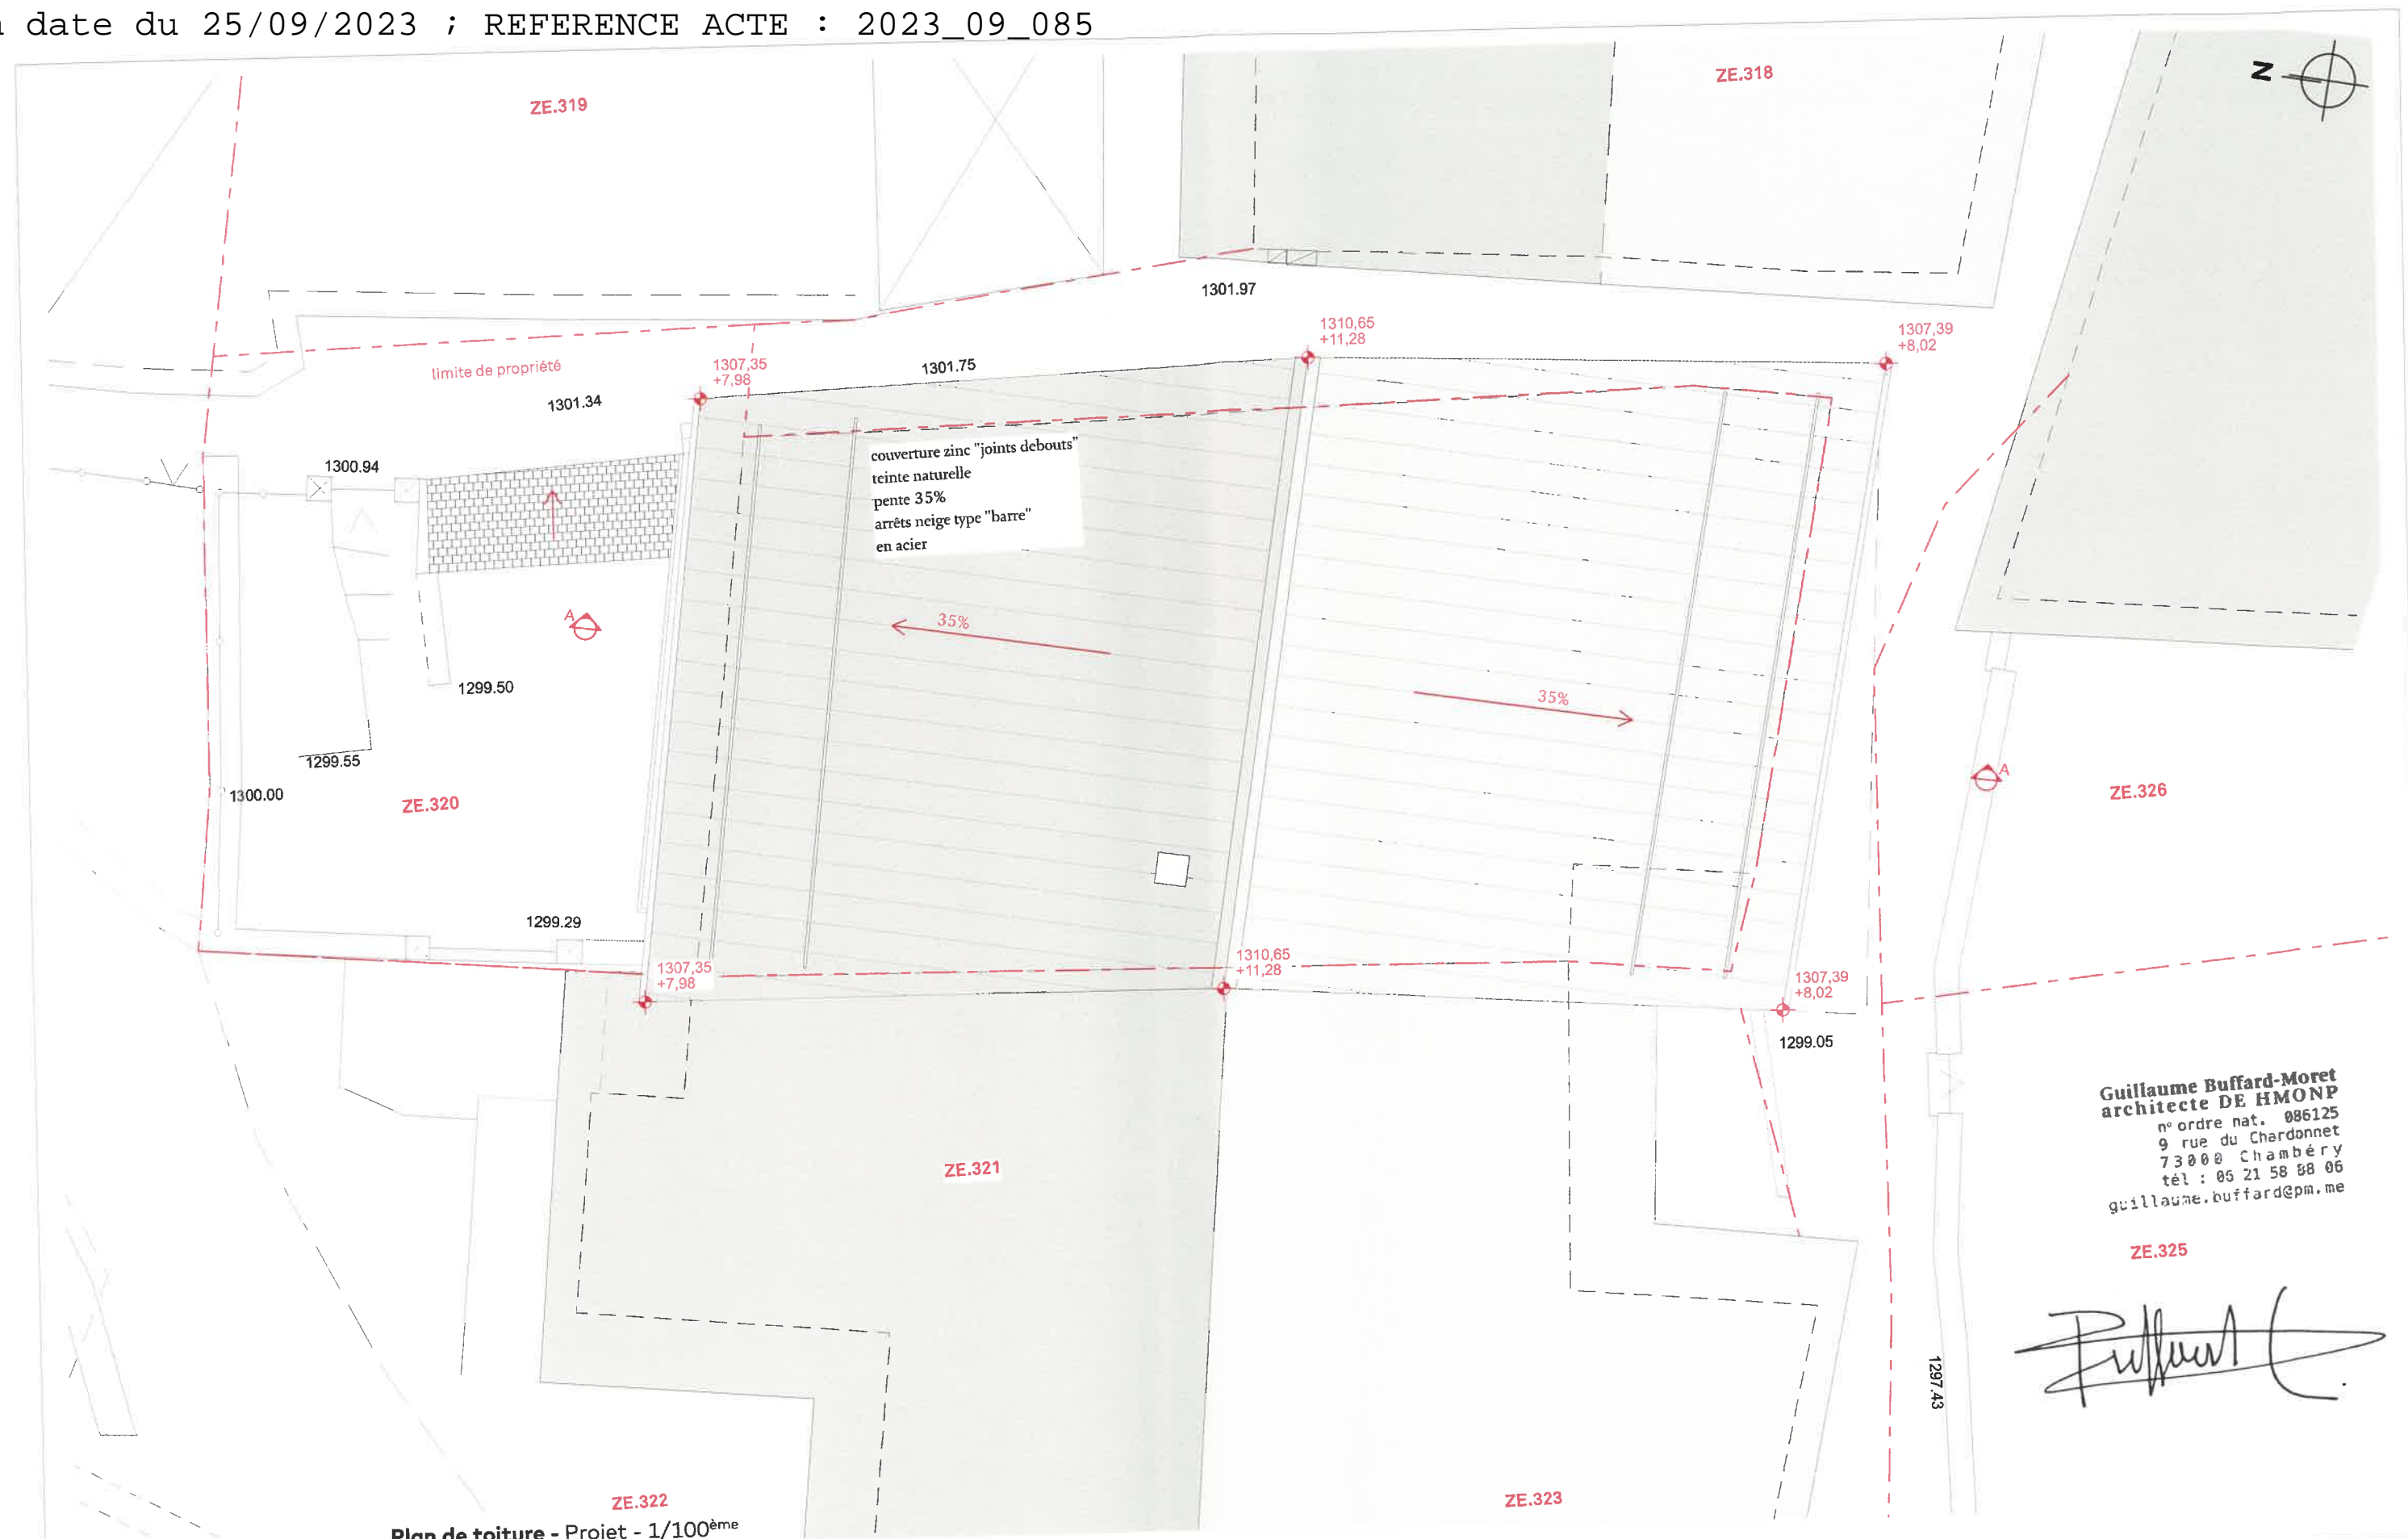 date du 25/09/2023 ; REFERENCE ACTE : 2023_09_085
ZE.319
ZE.318
N
1301.97
1310,65
+11,28
1307,39
+8,02
limite de propriété
1307,35
+7,98
1301.75
1301.34
couverture zinc "joints debouts"
teinte naturelle
pente 35%
arrêts neige type "barre"
en acier
1300.94
A
35%
1299.50
35%
1299.55
1300.00
ZE.320
A
ZE.326
1299.29
1307,35
+7,98
1310,65
+11,28
1307,39
+8,02
1299.05
Guillaume Buffard-Moret
architecte DE HMONP
n° ordre nat. 086125
9 rue du Chardonnet
73000 Chambéry
tél : 06 21 58 88 06
guillaume.buffard@pm.me
ZE.321
ZE.325
1297.43
ZE.322
ZE.323
Plan de toiture - Projet - 1/100ème